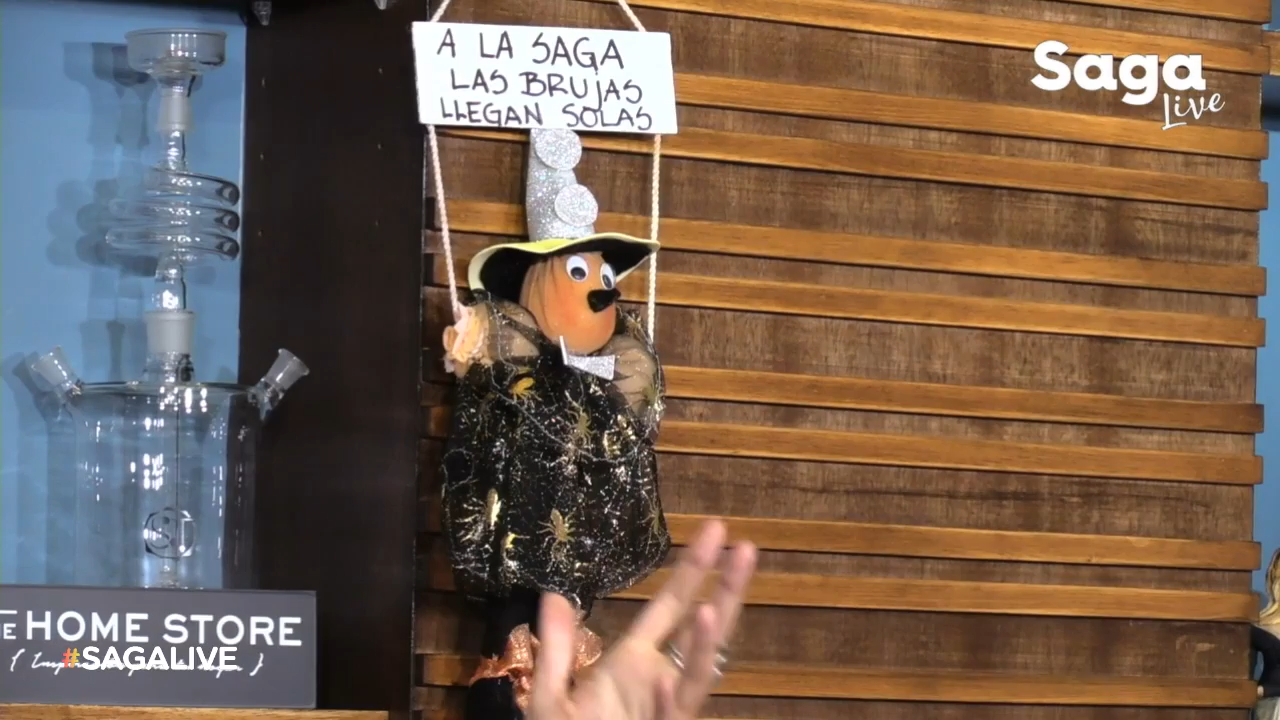 A LA SAGA
LAS BRUJAS
LLEGAN SOLAS
Saga
Live
HOME STORE
#SAGALIVE